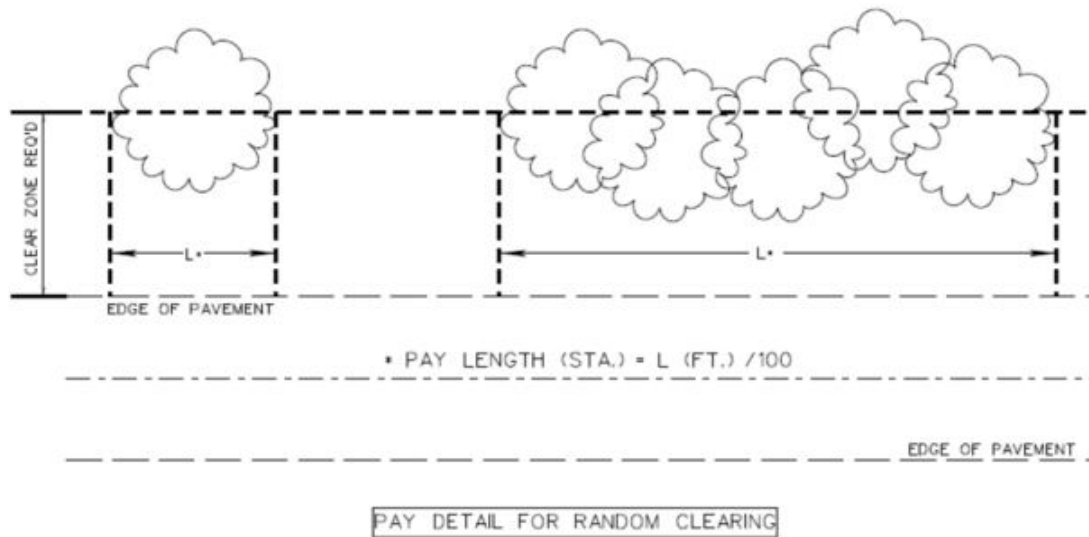 CLEAR ZONE REQ'D
L*
L*
EDGE OF PAVEMENT
* PAY LENGTH (STA.) = L (FT.) /100
EDGE OF PAVEMENT
PAY DETAIL FOR RANDOM CLEARING